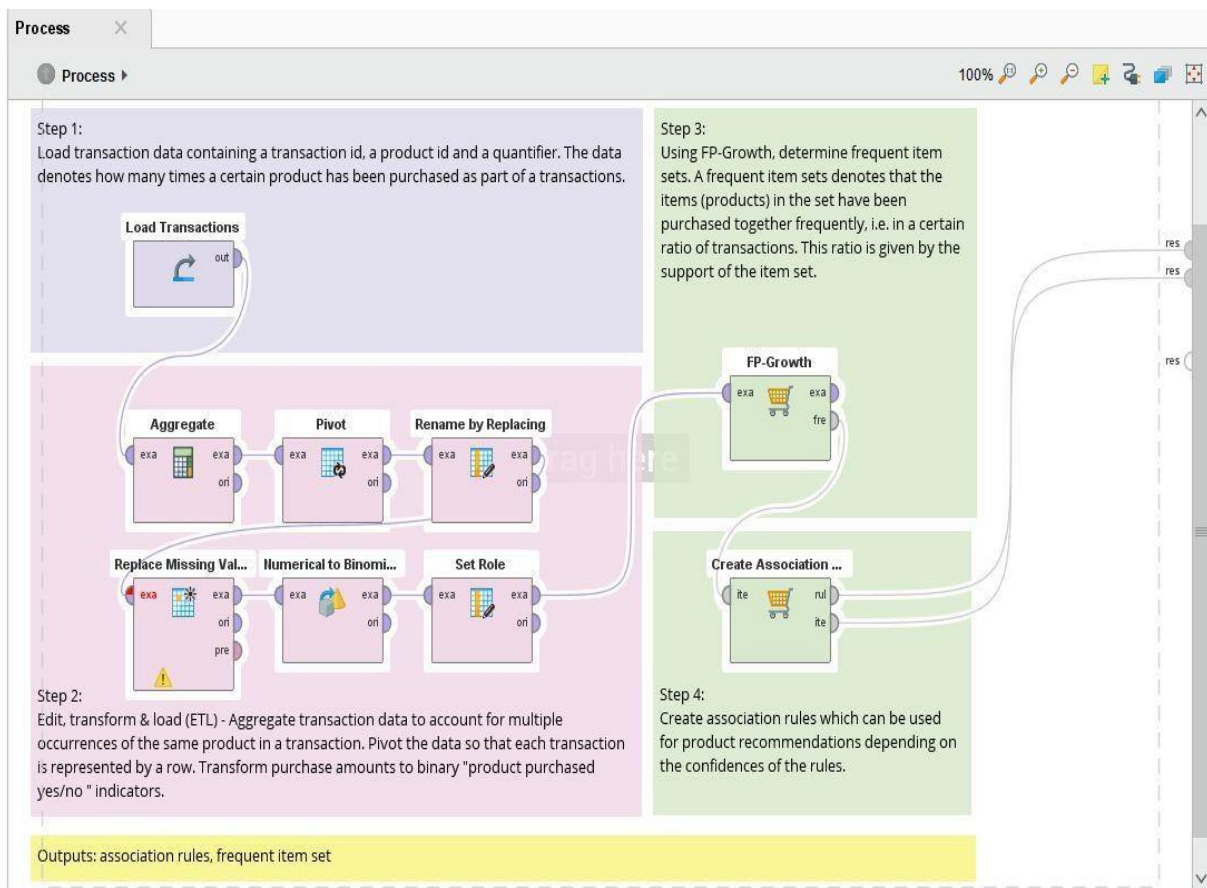 Process
Process
100%
Step 1:
Load transaction data containing a transaction id, a product id and a quantifier. The data
denotes how many times a certain product has been purchased as part of a transactions.
Load Transactions
out
Aggregate
exa exa
ori
Pivot
exa exa
ori
Rename by Replacing
exa exa
ori
Replace Missing Val...
exa exa
ori
pre
Numerical to Binomi...
exa exa
ori
Set Role
exa exa
ori
Step 2:
Edit, transform & load (ETL) - Aggregate transaction data to account for multiple
occurrences of the same product in a transaction. Pivot the data so that each transaction
is represented by a row. Transform purchase amounts to binary "product purchased
yes/no " indicators.
Step 3:
Using FP-Growth, determine frequent item
sets. A frequent item sets denotes that the
items (products) in the set have been
purchased together frequently, i.e. in a certain
ratio of transactions. This ratio is given by the
support of the item set.
FP-Growth
exa exa
fre
Create Association ...
ite rul
ite
Step 4:
Create association rules which can be used
for product recommendations depending on
the confidences of the rules.
res
res
res
rag here
Outputs: association rules, frequent item set